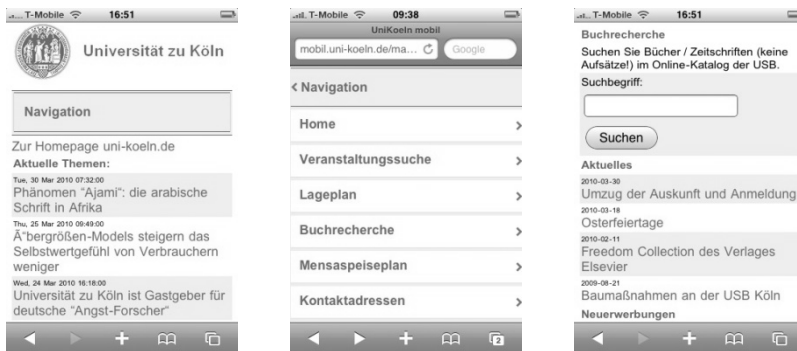 T-Mobile 16:51
Universität zu Köln
Navigation
Zur Homepage uni-koeln.de
Aktuelle Themen:
Tue, 30 Mar 2010 07:32:00
Phänomen "Ajami": die arabische
Schrift in Afrika
Thu, 25 Mar 2010 09:49:00
Ã"bergrößen-Models steigern das
Selbstwertgefühl von Verbrauchern
weniger
Wed, 24 Mar 2010 16:18:00
Universität zu Köln ist Gastgeber für
deutsche "Angst-Forscher"
T-Mobile 09:38
UniKoeln mobil
mobil.uni-koeln.de/ma... Google
Navigation
Home
Veranstaltungssuche
Lageplan
Buchrecherche
Mensaspeiseplan
Kontaktadressen
2
T-Mobile 16:51
Buchrecherche
Suchen Sie Bücher / Zeitschriften (keine
Aufsätze!) im Online-Katalog der USB.
Suchbegriff:
Suchen
Aktuelles
2010-03-30
Umzug der Auskunft und Anmeldung
2010-03-18
Osterfeiertage
2010-02-11
Freedom Collection des Verlages
Elsevier
2009-08-21
Baumaßnahmen an der USB Köln
Neuerwerbungen